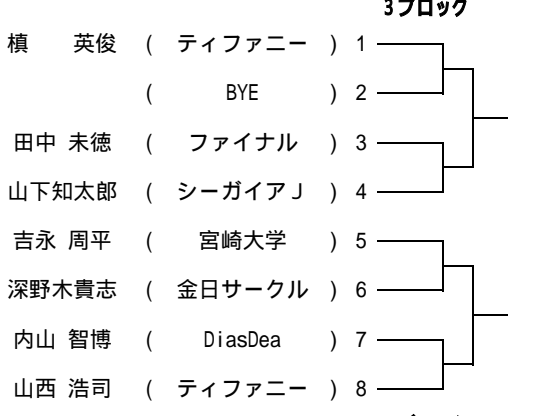 3ブロック
槙 英俊 ( ティファニー ) 1
( BYE ) 2
田中 未徳 ( ファイナル ) 3
山下知太郎 ( シーガイアJ ) 4
吉永 周平 ( 宮崎大学 ) 5
深野木貴志 ( 金日サークル ) 6
内山 智博 ( DiasDea ) 7
山西 浩司 ( ティファニー ) 8